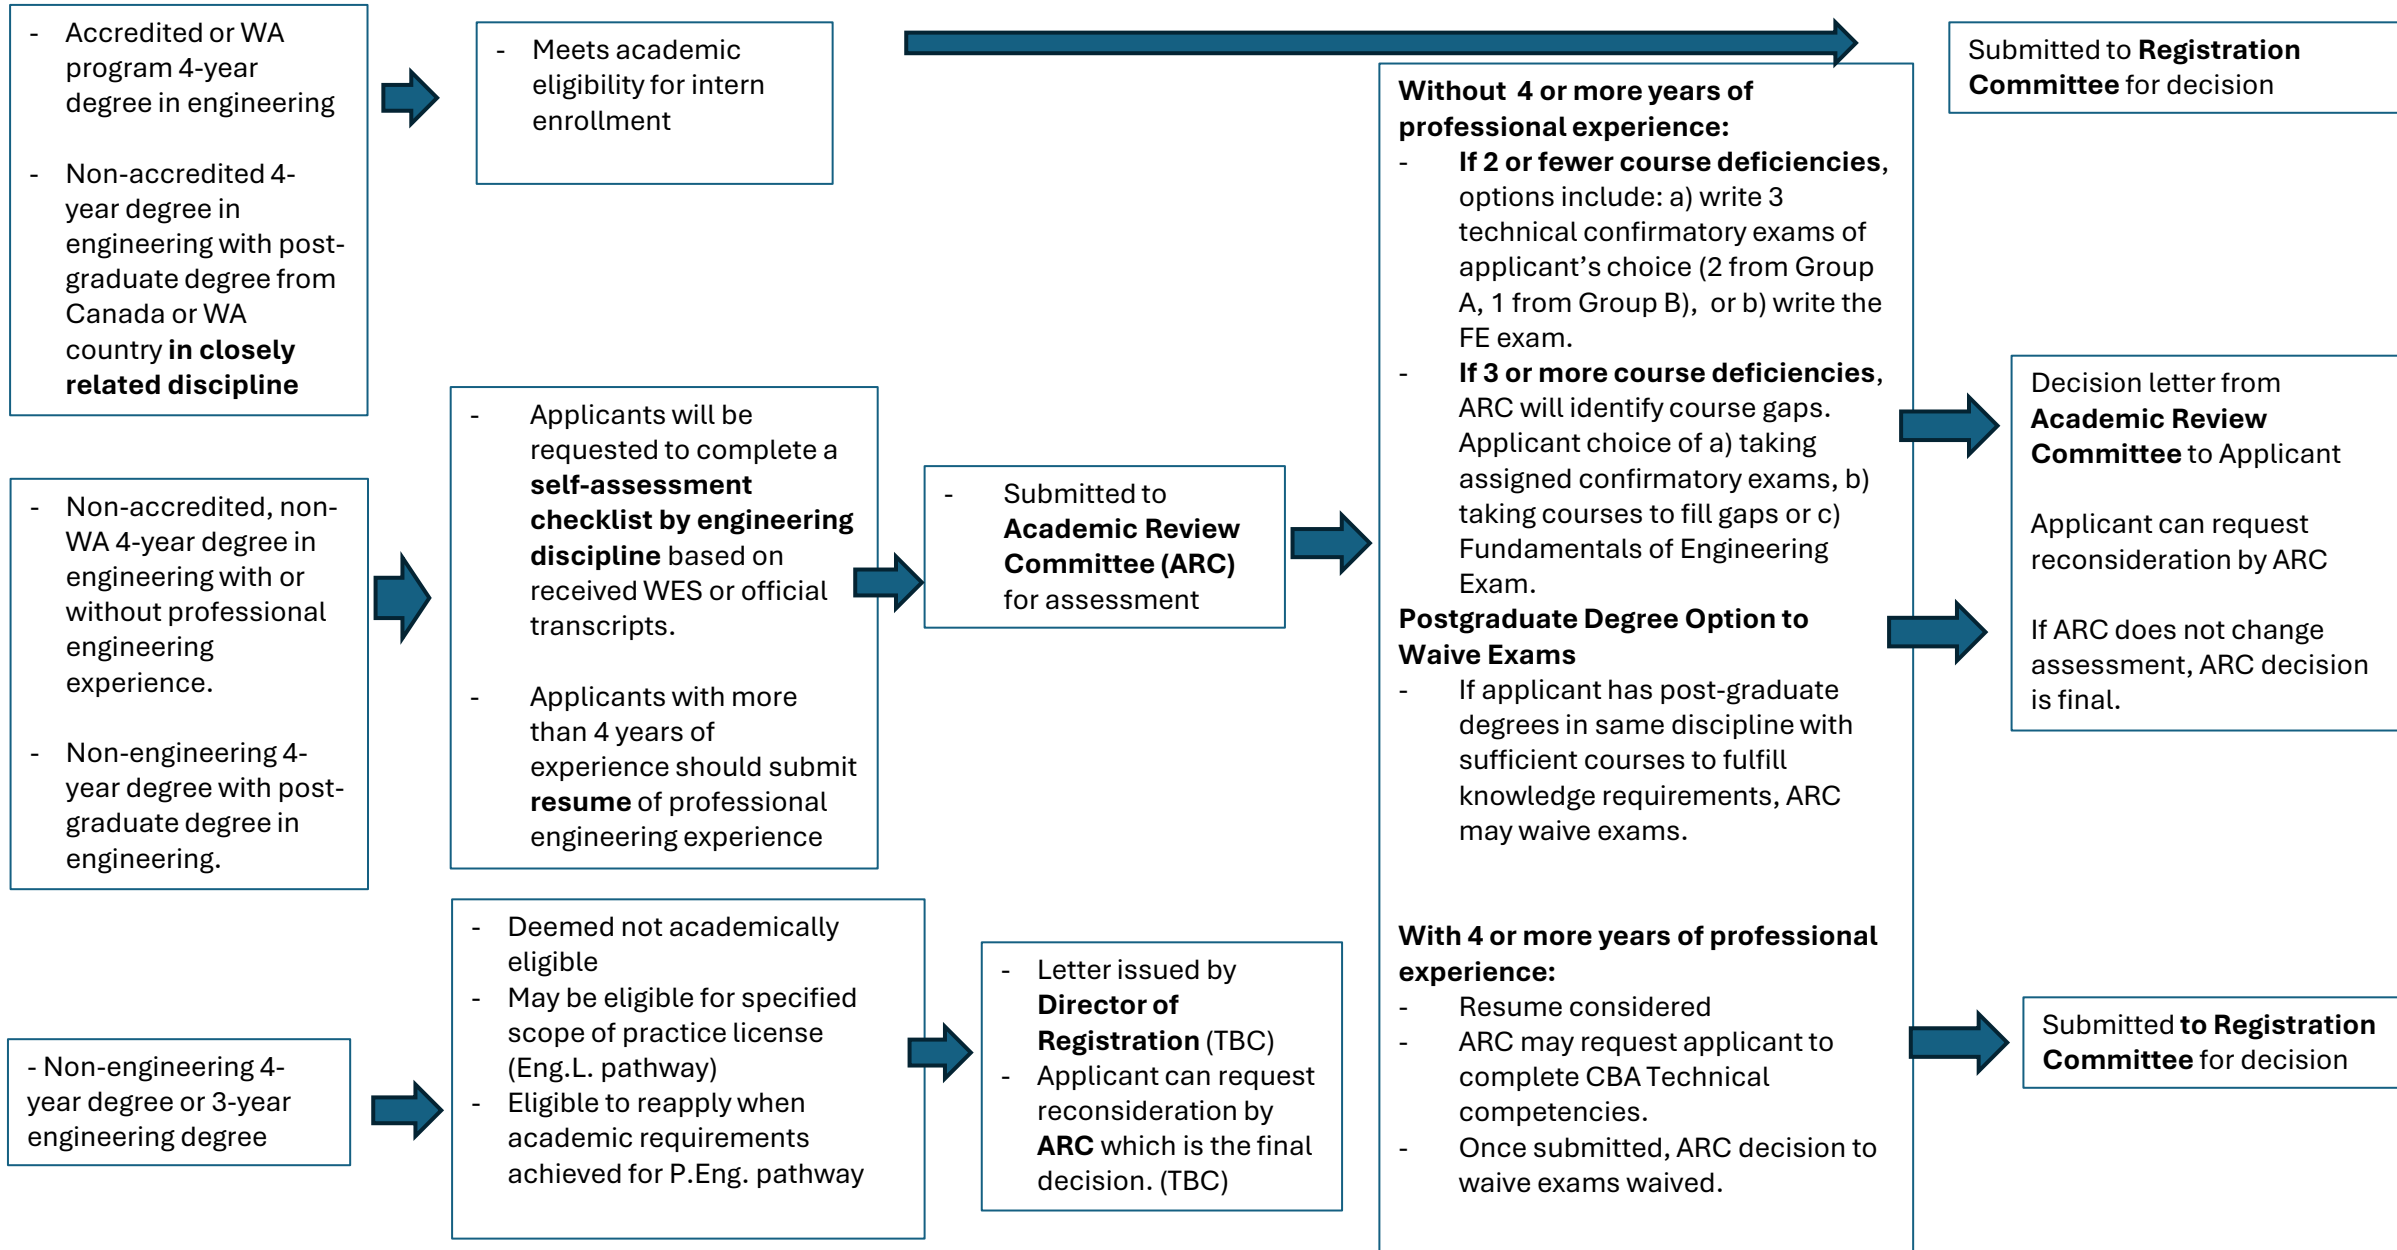 - Accredited or WA
program 4-year
degree in engineering
- Non-accredited 4-
year degree in
engineering with post-
graduate degree from
Canada or WA
country in closely
related discipline
- Meets academic
eligibility for intern
enrollment
Submitted to Registration
Committee for decision
- Non-accredited, non-
WA 4-year degree in
engineering with or
without professional
engineering
experience.
- Non-engineering 4-
year degree with post-
graduate degree in
engineering.
- Applicants will be
requested to complete a
self-assessment
checklist by engineering
discipline based on
received WES or official
transcripts.
- Applicants with more
than 4 years of
experience should submit
resume of professional
engineering experience
- Submitted to
Academic Review
Committee (ARC)
for assessment
Without 4 or more years of
professional experience:
- If 2 or fewer course deficiencies,
options include: a) write 3
technical confirmatory exams of
applicant’s choice (2 from Group
A, 1 from Group B), or b) write the
FE exam.
- If 3 or more course deficiencies,
ARC will identify course gaps.
Applicant choice of a) taking
assigned confirmatory exams, b)
taking courses to fill gaps or c)
Fundamentals of Engineering
Exam.
Postgraduate Degree Option to
Waive Exams
- If applicant has post-graduate
degrees in same discipline with
sufficient courses to fulfill
knowledge requirements, ARC
may waive exams.
With 4 or more years of professional
experience:
- Resume considered
- ARC may request applicant to
complete CBA Technical
competencies.
- Once submitted, ARC decision to
waive exams waived.
Decision letter from
Academic Review
Committee to Applicant
Applicant can request
reconsideration by ARC
If ARC does not change
assessment, ARC decision
is final.
Submitted to Registration
Committee for decision
- Non-engineering 4-
year degree or 3-year
engineering degree
- Deemed not academically
eligible
- May be eligible for specified
scope of practice license
(Eng.L. pathway)
- Eligible to reapply when
academic requirements
achieved for P.Eng. pathway
- Letter issued by
Director of
Registration (TBC)
- Applicant can request
reconsideration by
ARC which is the final
decision. (TBC)